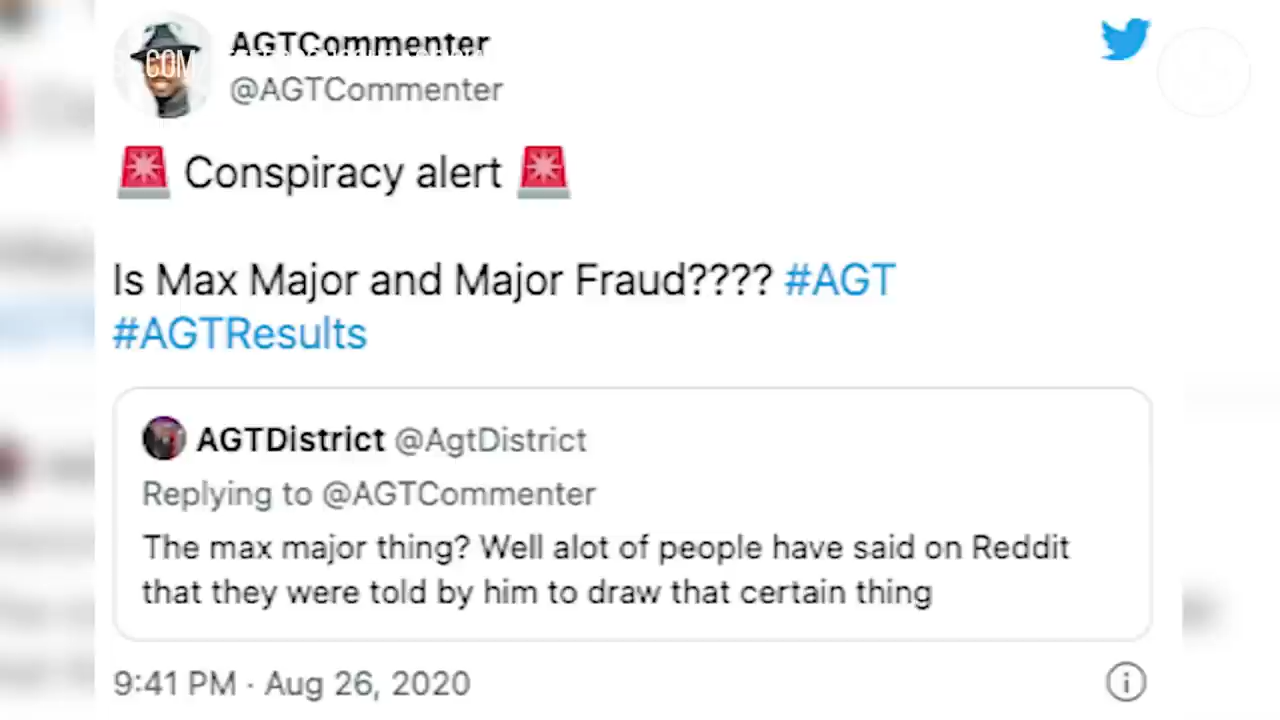 AGTCommenter
.COM
@AGTCommenter
Conspiracy alert
Is Max Major and Major Fraud???? #AGT
#AGTResults
AGTDistrict @AgtDistrict
Replying to @AGTCommenter
The max major thing? Well alot of people have said on Reddit
that they were told by him to draw that certain thing
9:41 PM · Aug 26, 2020